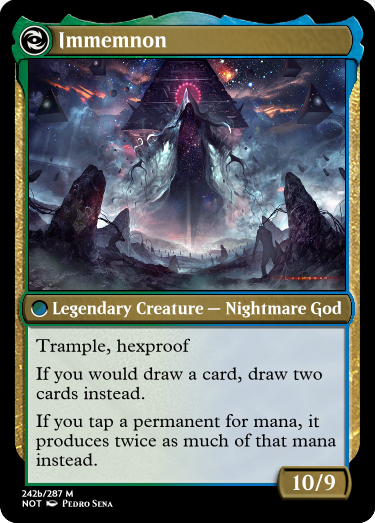 Immemnon
Legendary Creature — Nightmare God
Trample, hexproof
If you would draw a card, draw two
cards instead.
If you tap a permanent for mana, it
produces twice as much of that mana
instead.
10/9
242b/287 M
NOT PEDRO SENA